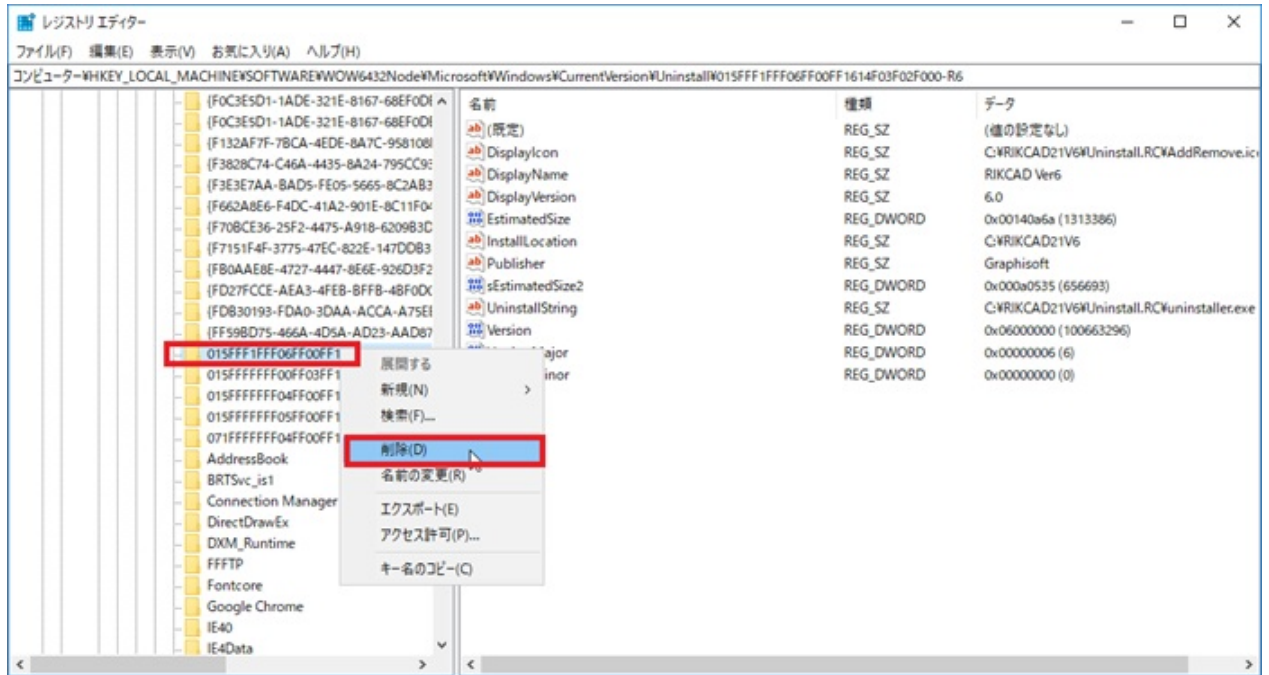 レジストリ エディター
ファイル(F) 編集(E) 表示(V) お気に入り(A) ヘルプ(H)
コンピューター¥HKEY_LOCAL_MACHINE¥SOFTWARE¥WOW6432Node¥Microsoft¥Windows¥CurrentVersion¥Uninstall¥015FFF1FFF06FF00FF1614F03F02F000-R6
{F0C3E5D1-1ADE-321E-8167-68EF0DE
{F0C3E5D1-1ADE-321E-8167-68EF0DE
{F132AF7F-7BCA-4EDE-8A7C-958108
{F3828C74-C46A-4435-8A24-795CC93
{F3E3E7AA-BAD5-FE05-5665-8C2AB3
{F662A8E6-F4DC-41A2-901E-8C11F04
{F70BCE36-25F2-4475-A918-6209B3D
{F7151F4F-3775-47EC-822E-147DDB3
{FB0AAE8E-4727-4447-8E6E-926D3F2
{FD27FCCE-AEA3-4FEB-BFFB-4BF0D
{FDB30193-FDA0-3DAA-ACCA-A75EE
{FF59BD75-466A-4D5A-AD23-AAD87
015FFF1FFF06FF00FF1
015FFFFFFF00FF03FF1
015FFFFFFF04FF00FF1
015FFFFFFF05FF00FF1
071FFFFFFF04FF00FF1
AddressBook
BRTSvc_is1
Connection Manager
DirectDrawEx
DXM_Runtime
FFFTP
Fontcore
Google Chrome
IE40
IE4Data
展開する
新規(N)
検索(F)...
削除(D)
名前の変更(R)
エクスポート(E)
アクセス許可(P)...
キー名のコピー(C)
名前 種類 データ
(既定) REG_SZ (値の設定なし)
DisplayIcon REG_SZ C:¥RIKCAD21V6¥Uninstall.RC¥AddRemove.ic
DisplayName REG_SZ RIKCAD Ver6
DisplayVersion REG_SZ 6.0
EstimatedSize REG_DWORD 0x00140a6a (1313386)
InstallLocation REG_SZ C:¥RIKCAD21V6
Publisher REG_SZ Graphisoft
sEstimatedSize2 REG_DWORD 0x000a0535 (656693)
UninstallString REG_SZ C:¥RIKCAD21V6¥Uninstall.RC¥uninstaller.exe
Version REG_DWORD 0x06000000 (100663296)
ajor REG_DWORD 0x00000006 (6)
inor REG_DWORD 0x00000000 (0)